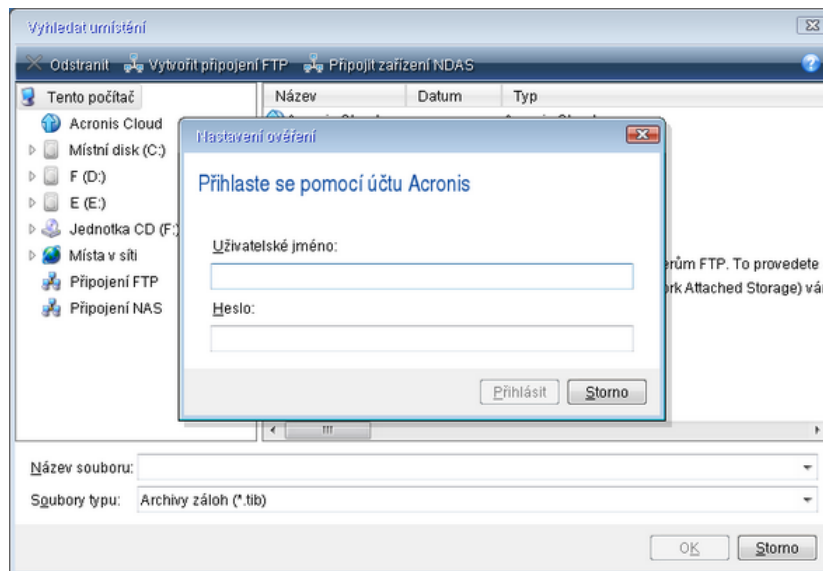 Vyhledat umístění
Odstranit Vytvořit připojení FTP Připojit zařízení NDAS
Tento počítač
Název Datum Typ
Acronis Cloud
Místní disk (C:)
F (D:)
E (E:)
Jednotka CD (F:)
Místa v síti
Připojení FTP
Připojení NAS
Nastavení ověření
Přihlaste se pomocí účtu Acronis
Uživatelské jméno:
Heslo:
Přihlásit Storno
erům FTP. To provedete
rk Attached Storage) vá
Název souboru:
Soubory typu: Archivy záloh (*.tib)
OK Storno